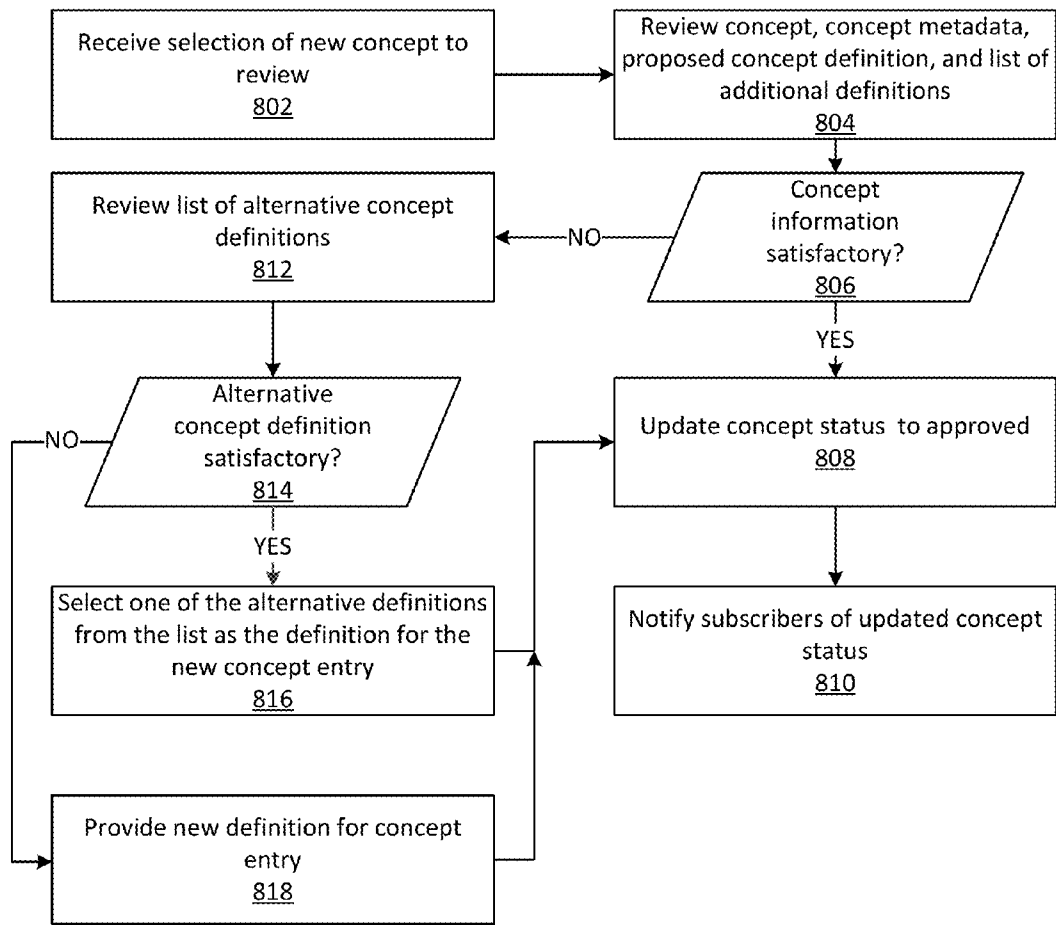 Receive selection of new concept to
review
802
Review concept, concept metadata,
proposed concept definition, and list of
additional definitions
804
Concept
information
satisfactory?
806
NO
YES
Review list of alternative concept
definitions
812
Alternative
concept definition
satisfactory?
814
NO
YES
Update concept status to approved
808
Select one of the alternative definitions
from the list as the definition for the
new concept entry
816
Notify subscribers of updated concept
status
810
Provide new definition for concept
entry
818